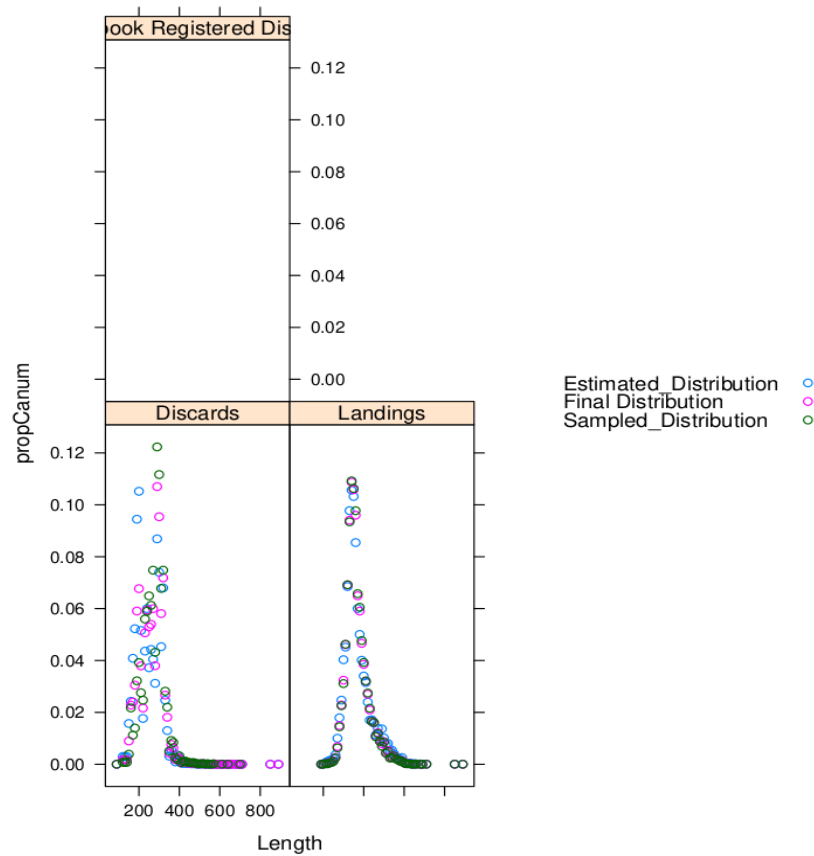 ook Registered Dis
0.12
0.10
0.08
0.06
0.04
0.02
0.00
propCanum
Discards
Landings
0.12
0.10
0.08
0.06
0.04
0.02
0.00
200 400 600 800
Length
Estimated_Distribution
Final Distribution
Sampled_Distribution